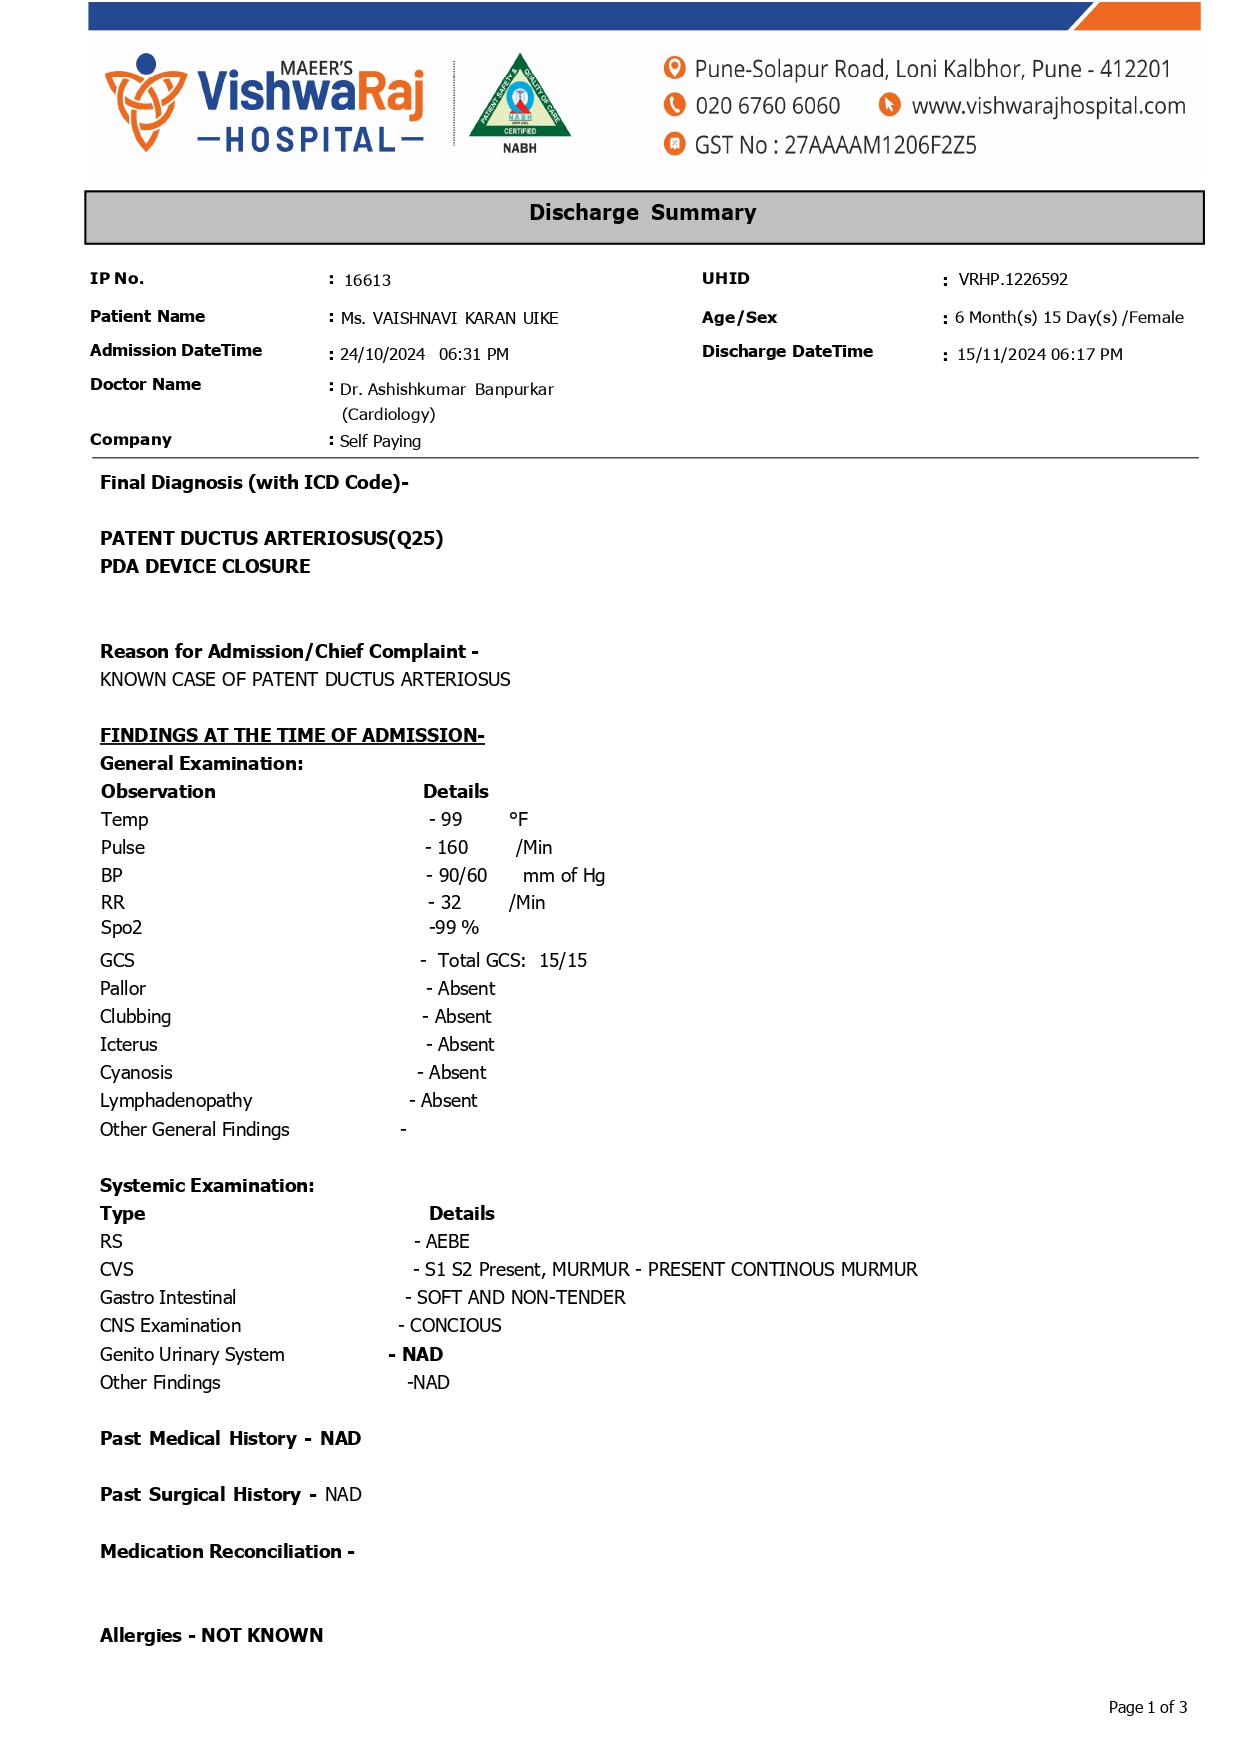 MAEER'S
VishwaRaj
HOSPITAL
PATIENT SAFETY & QUALITY OF CARE
NABH
CERTIFIED
NABH
Pune-Solapur Road, Loni Kalbhor, Pune - 412201
020 6760 6060 www.vishwarajhospital.com
GST No : 27AAAAM1206F2Z5
Discharge Summary
IP No. : 16613 UHID : VRHP.1226592
Patient Name : Ms. VAISHNAVI KARAN UIKE Age/Sex : 6 Month(s) 15 Day(s) /Female
Admission DateTime : 24/10/2024 06:31 PM Discharge DateTime : 15/11/2024 06:17 PM
Doctor Name : Dr. Ashishkumar Banpurkar
(Cardiology)
Company : Self Paying
Final Diagnosis (with ICD Code)-
PATENT DUCTUS ARTERIOSUS(Q25)
PDA DEVICE CLOSURE
Reason for Admission/Chief Complaint -
KNOWN CASE OF PATENT DUCTUS ARTERIOSUS
FINDINGS AT THE TIME OF ADMISSION-
General Examination:
Observation Details
Temp - 99 °F
Pulse - 160 /Min
BP - 90/60 mm of Hg
RR - 32 /Min
Spo2 -99 %
GCS - Total GCS: 15/15
Pallor - Absent
Clubbing - Absent
Icterus - Absent
Cyanosis - Absent
Lymphadenopathy - Absent
Other General Findings -
Systemic Examination:
Type Details
RS - AEBE
CVS - S1 S2 Present, MURMUR - PRESENT CONTINOUS MURMUR
Gastro Intestinal - SOFT AND NON-TENDER
CNS Examination - CONCIOUS
Genito Urinary System - NAD
Other Findings -NAD
Past Medical History - NAD
Past Surgical History - NAD
Medication Reconciliation -
Allergies - NOT KNOWN
Page 1 of 3